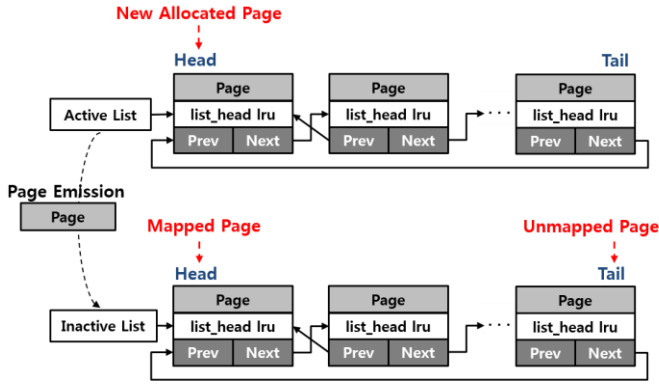 New Allocated Page
Head
Tail
Page
Page
Page
Active List
list_head lru
list_head lru
· · ·
list_head lru
Prev Next
Prev Next
Prev Next
Page Emission
Page
Mapped Page
Unmapped Page
Head
Tail
Page
Page
Page
Inactive List
list_head lru
list_head lru
· · ·
list_head lru
Prev Next
Prev Next
Prev Next